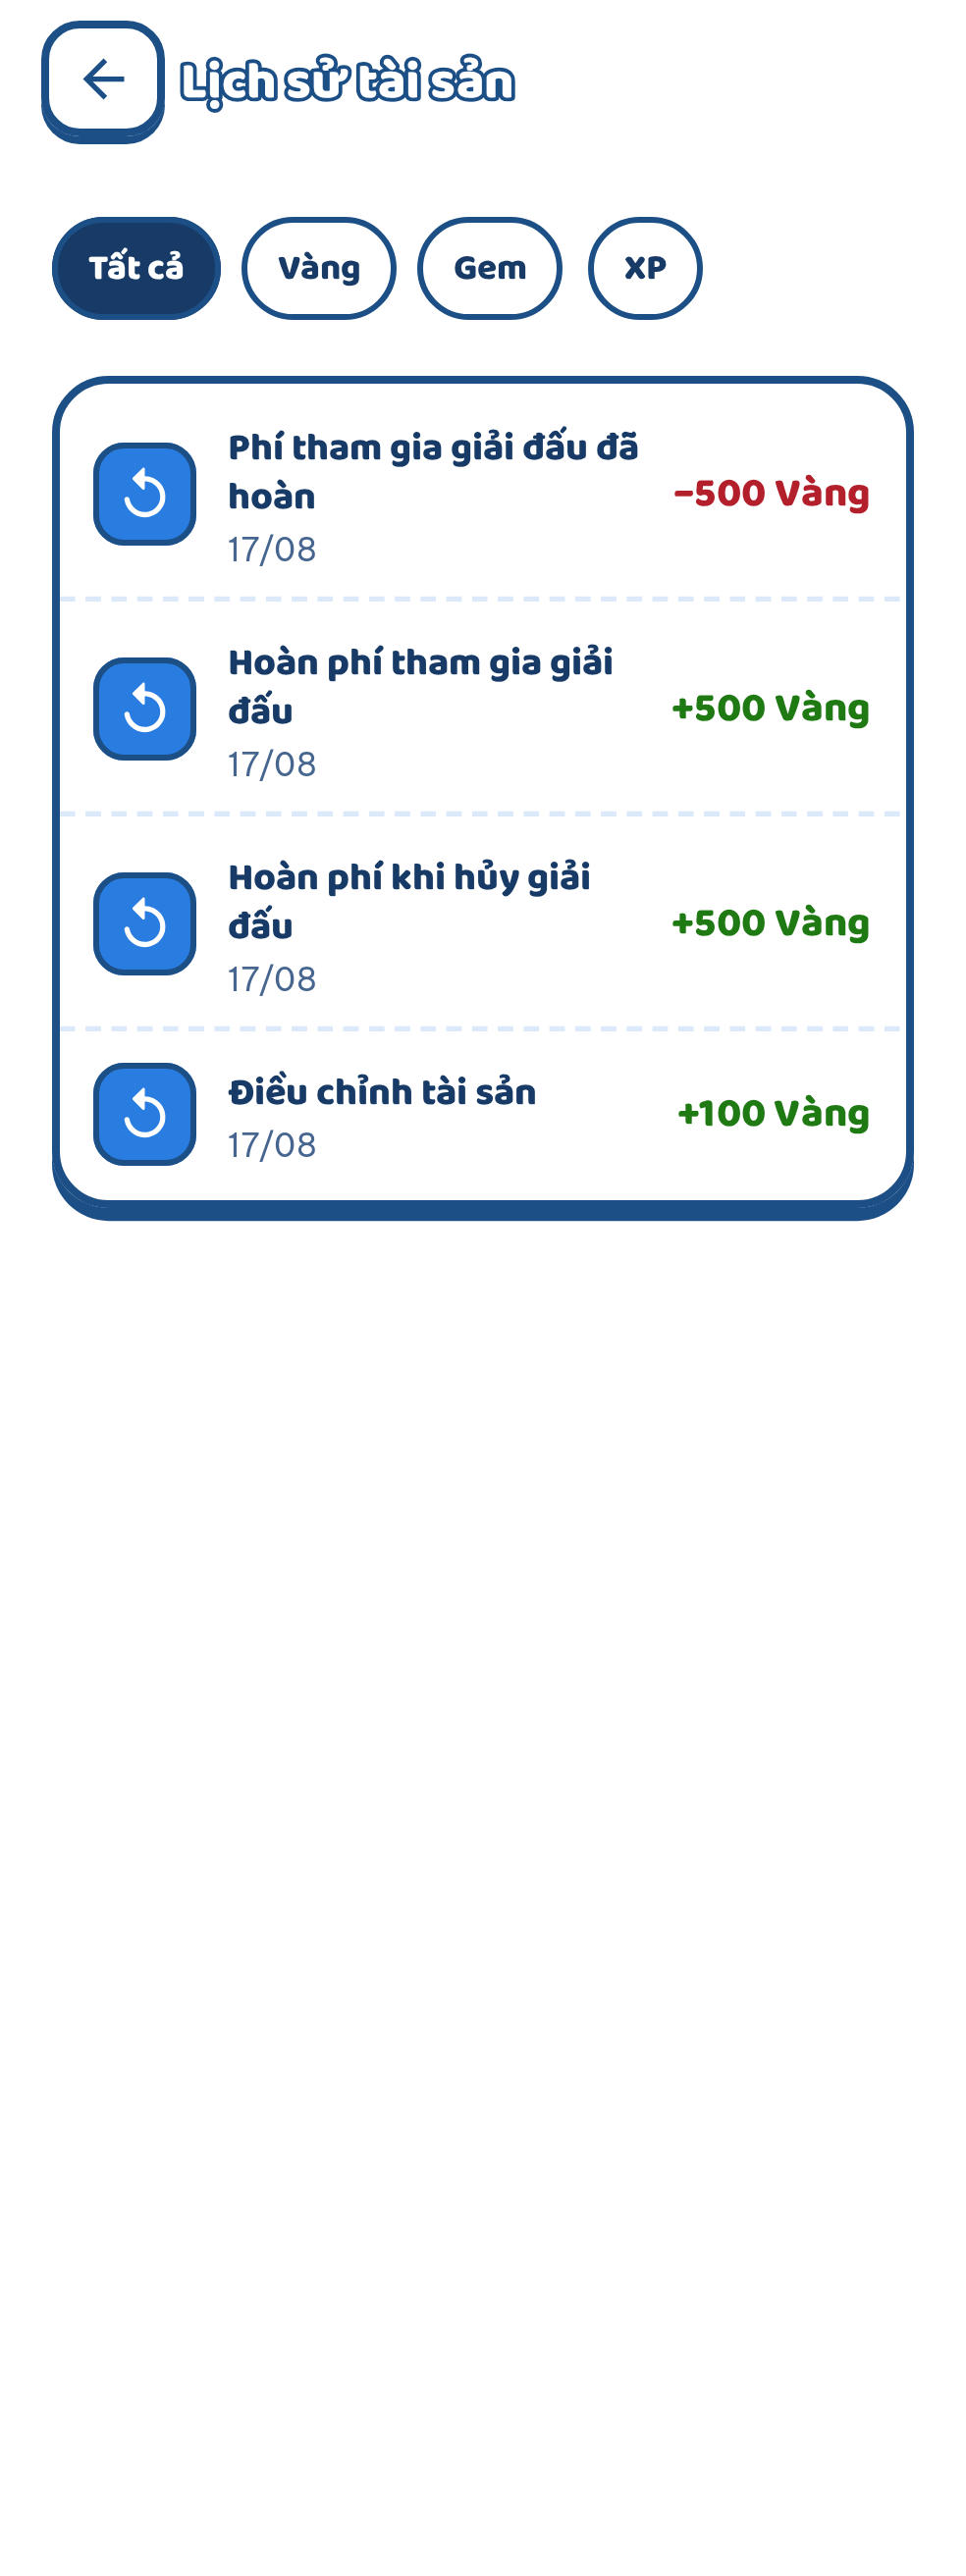 Lịch sử tài sản
Tất cả
Vàng
Gem
XP
Phí tham gia giải đấu đã
hoàn
17/08
−500 Vàng
Hoàn phí tham gia giải
đấu
17/08
+500 Vàng
Hoàn phí khi hủy giải
đấu
17/08
+500 Vàng
Điều chỉnh tài sản
17/08
+100 Vàng